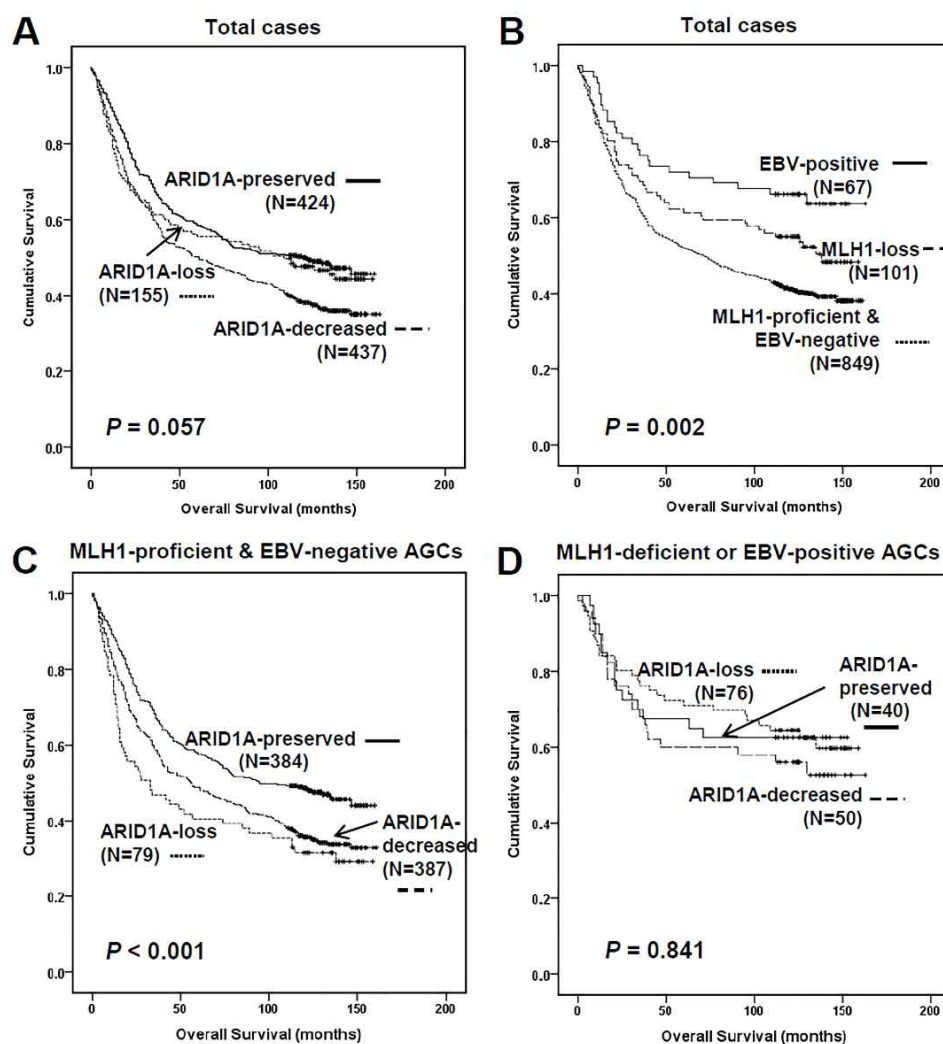 A
Total cases
Cumulative Survival
1.0
0.8
0.6
0.4
0.2
0.0
ARID1A-preserved
(N=424)
ARID1A-loss
(N=155)
ARID1A-decreased
(N=437)
P = 0.057
0 50 100 150 200
Overall Survival (months)
B
Total cases
Cumulative Survival
1.0
0.8
0.6
0.4
0.2
0.0
EBV-positive
(N=67)
MLH1-loss
(N=101)
MLH1-proficient &
EBV-negative
(N=849)
P = 0.002
0 50 100 150 200
Overall Survival (months)
C
MLH1-proficient & EBV-negative AGCs
Cumulative Survival
1.0
0.8
0.6
0.4
0.2
0.0
ARID1A-preserved
(N=384)
ARID1A-loss
(N=79)
ARID1A-
decreased
(N=387)
P < 0.001
0 50 100 150 200
Overall Survival (months)
D
MLH1-deficient or EBV-positive AGCs
Cumulative Survival
1.0
0.8
0.6
0.4
0.2
0.0
ARID1A-loss
(N=76)
ARID1A-
preserved
(N=40)
ARID1A-decreased
(N=50)
P = 0.841
0 50 100 150 200
Overall Survival (months)